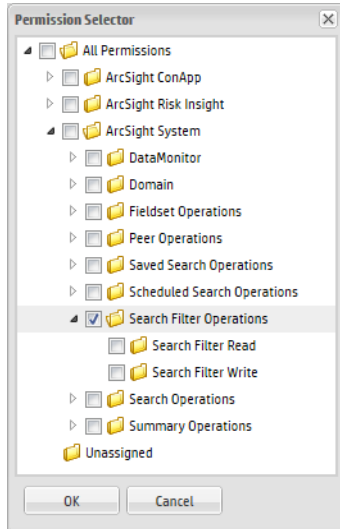 Permission Selector
All Permissions
ArcSight ConApp
ArcSight Risk Insight
ArcSight System
DataMonitor
Domain
Fieldset Operations
Peer Operations
Saved Search Operations
Scheduled Search Operations
Search Filter Operations
Search Filter Read
Search Filter Write
Search Operations
Summary Operations
Unassigned
OK Cancel